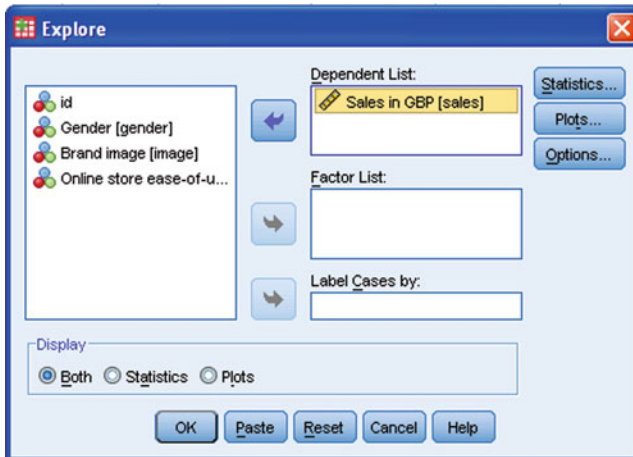 Explore
id
Gender [gender]
Brand image [image]
Online store ease-of-u...
Dependent List:
Sales in GBP [sales]
Factor List:
Label Cases by:
Statistics...
Plots...
Options...
Display
Both Statistics Plots
OK Paste Reset Cancel Help